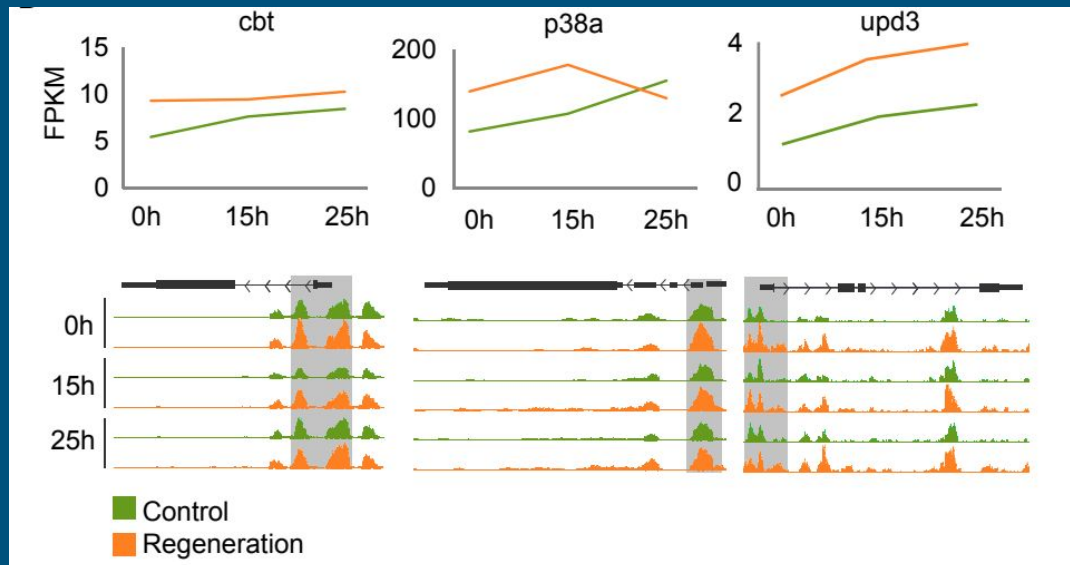 cbt
p38a
upd3
FPKM
15
10
5
0
0h
15h
25h
200
100
0
0h
15h
25h
4
2
0
0h
15h
25h
0h
15h
25h
Control
Regeneration